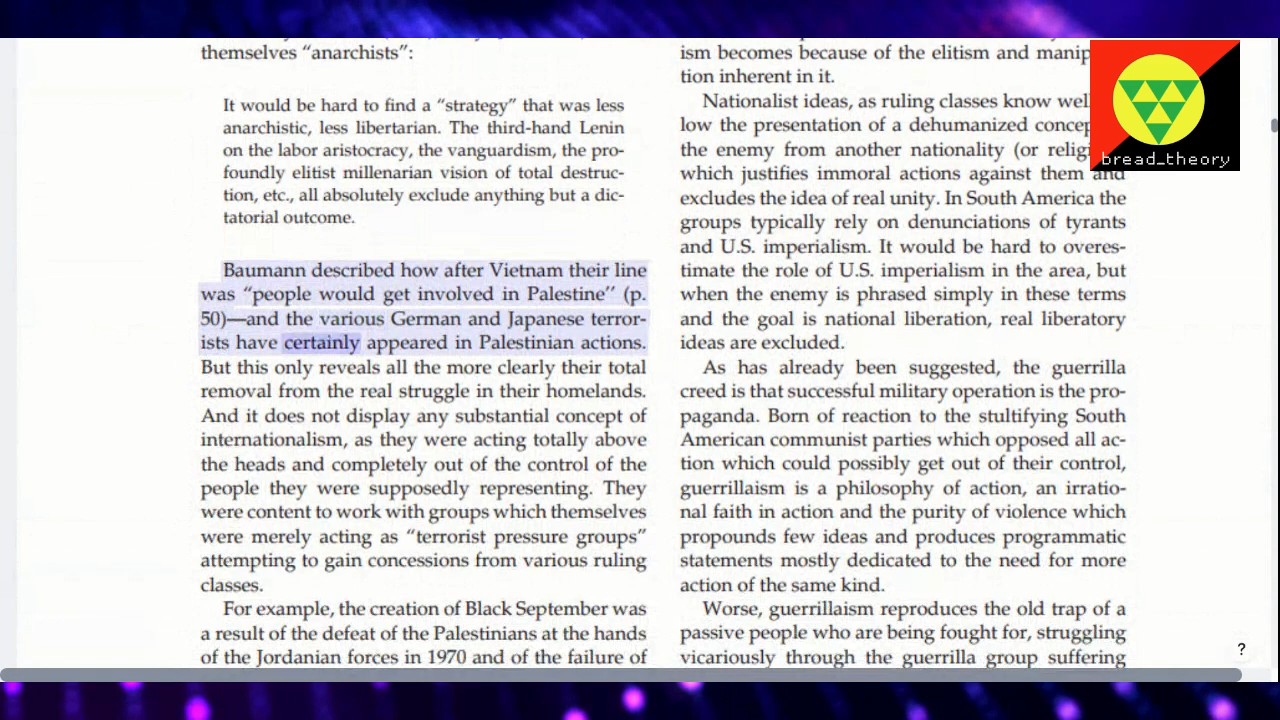 themselves “anarchists”:
It would be hard to find a “strategy” that was less
anarchistic, less libertarian. The third-hand Lenin
on the labor aristocracy, the vanguardism, the pro-
foundly elitist millenarian vision of total destruc-
tion, etc., all absolutely exclude anything but a dic-
tatorial outcome.
Baumann described how after Vietnam their line
was “people would get involved in Palestine’’ (p.
50)—and the various German and Japanese terror-
ists have certainly appeared in Palestinian actions.
But this only reveals all the more clearly their total
removal from the real struggle in their homelands.
And it does not display any substantial concept of
internationalism, as they were acting totally above
the heads and completely out of the control of the
people they were supposedly representing. They
were content to work with groups which themselves
were merely acting as “terrorist pressure groups”
attempting to gain concessions from various ruling
classes.
For example, the creation of Black September was
a result of the defeat of the Palestinians at the hands
of the Jordanian forces in 1970 and of the failure of
ism becomes because of the elitism and manip
tion inherent in it.
Nationalist ideas, as ruling classes know wel
low the presentation of a dehumanized concep
the enemy from another nationality (or relig
which justifies immoral actions against them and
excludes the idea of real unity. In South America the
groups typically rely on denunciations of tyrants
and U.S. imperialism. It would be hard to overes-
timate the role of U.S. imperialism in the area, but
when the enemy is phrased simply in these terms
and the goal is national liberation, real liberatory
ideas are excluded.
As has already been suggested, the guerrilla
creed is that successful military operation is the pro-
paganda. Born of reaction to the stultifying South
American communist parties which opposed all ac-
tion which could possibly get out of their control,
guerrillaism is a philosophy of action, an irratio-
nal faith in action and the purity of violence which
propounds few ideas and produces programmatic
statements mostly dedicated to the need for more
action of the same kind.
Worse, guerrillaism reproduces the old trap of a
passive people who are being fought for, struggling
vicariously through the guerrilla group suffering
bread_theory
?